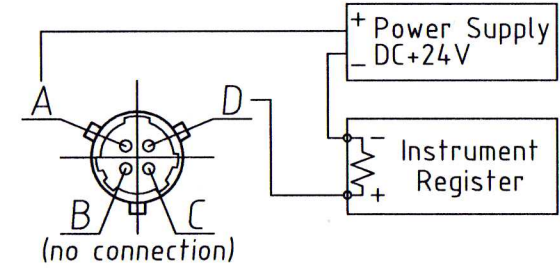 + Power Supply
- DC+24V
A
D
-
Instrument
Register
+
B
C
(no connection)